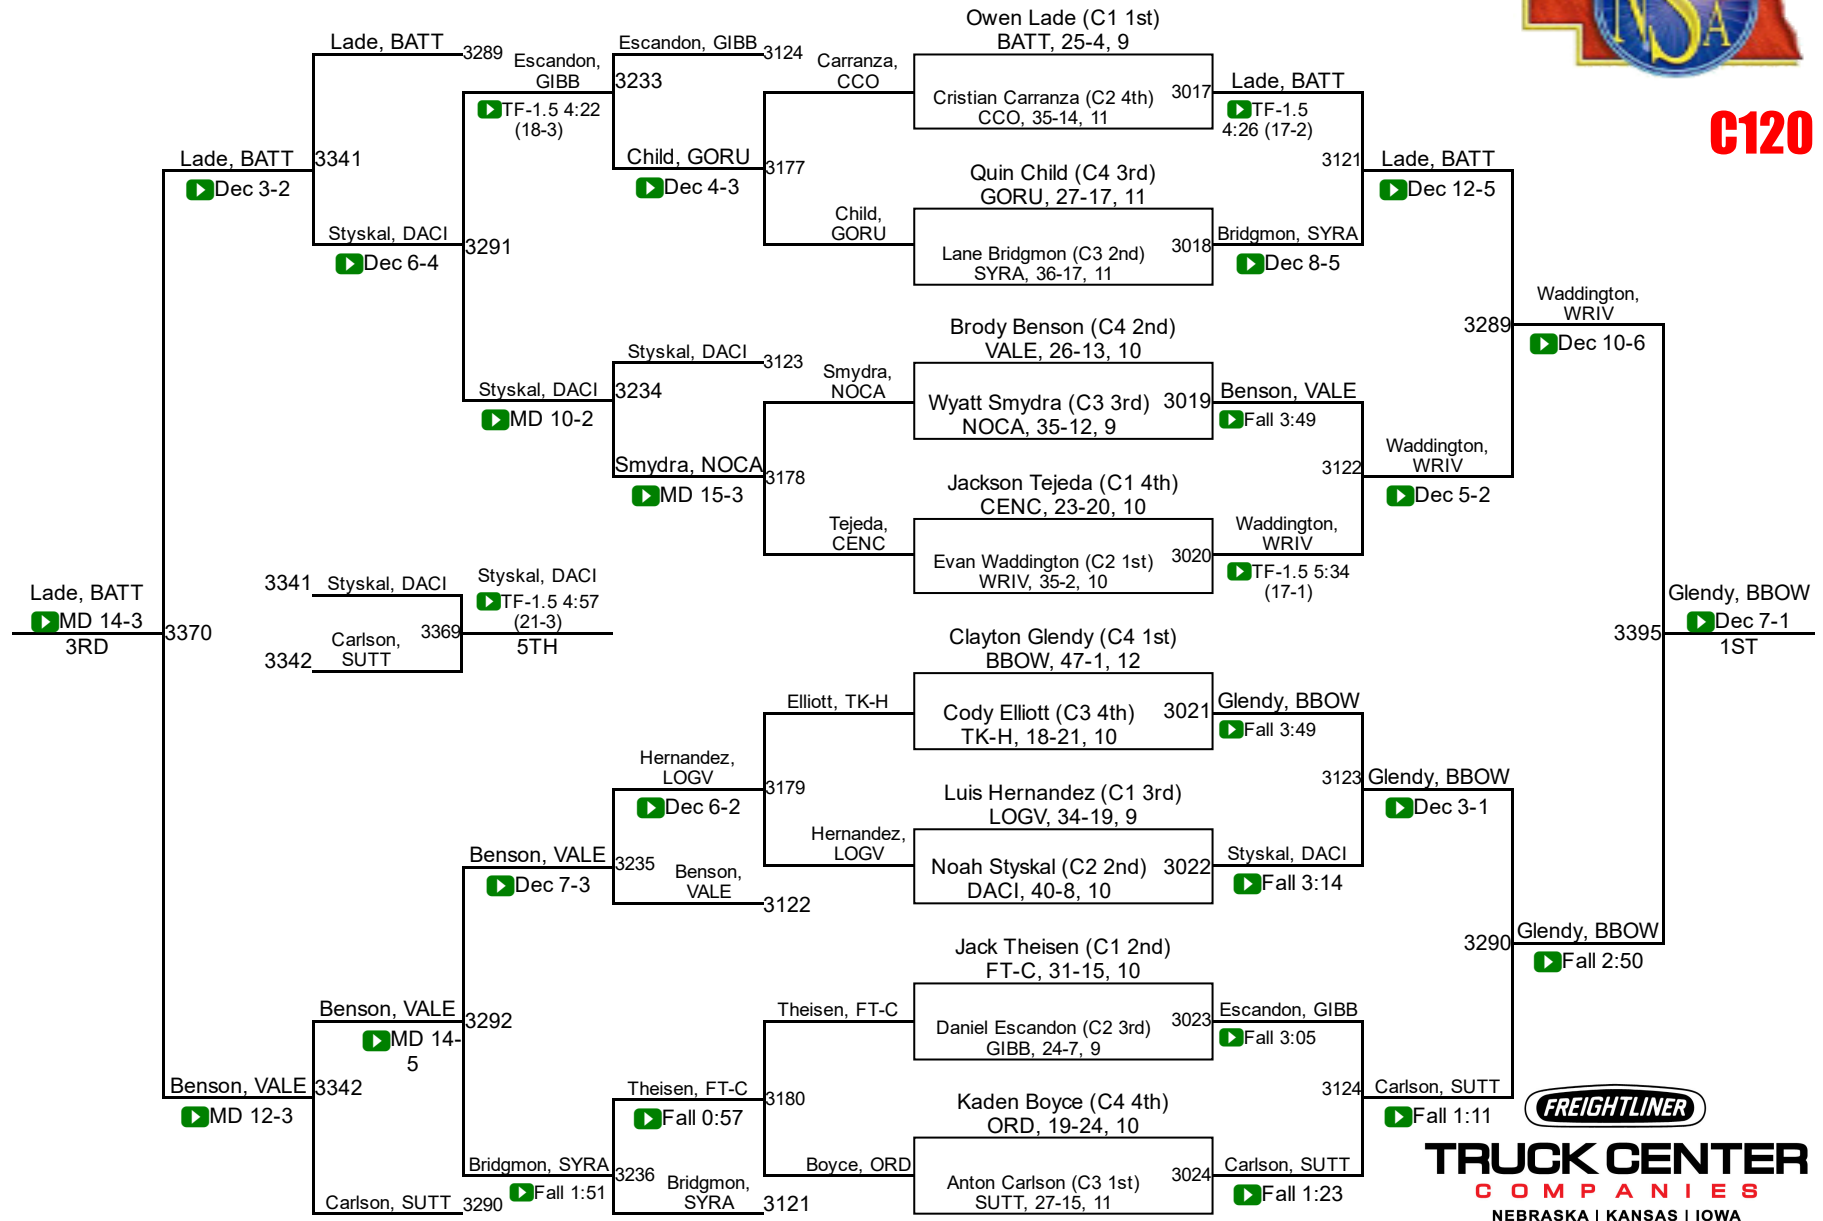 NSA
C120
Lade, BATT
3289
Escandon,
GIBB
TF-1.5 4:22
(18-3)
Escandon, GIBB
3124
3233
Carranza,
CCO
Owen Lade (C1 1st)
BATT, 25-4, 9
Cristian Carranza (C2 4th)
CCO, 35-14, 11
3017
Lade, BATT
TF-1.5
4:26 (17-2)
Lade, BATT
Dec 3-2
3341
Child, GORU
Dec 4-3
3177
Quin Child (C4 3rd)
GORU, 27-17, 11
3121
Lade, BATT
Dec 12-5
Styskal, DACI
Dec 6-4
3291
Child,
GORU
Lane Bridgmon (C3 2nd)
SYRA, 36-17, 11
3018
Bridgmon, SYRA
Dec 8-5
Brody Benson (C4 2nd)
VALE, 26-13, 10
3289
Waddington,
WRIV
Dec 10-6
Styskal, DACI
3123
Styskal, DACI
MD 10-2
3234
Smydra,
NOCA
Wyatt Smydra (C3 3rd)
NOCA, 35-12, 9
3019
Benson, VALE
Fall 3:49
Smydra, NOCA
MD 15-3
3178
Jackson Tejeda (C1 4th)
CENC, 23-20, 10
3122
Waddington,
WRIV
Dec 5-2
Tejeda,
CENC
Evan Waddington (C2 1st)
WRIV, 35-2, 10
3020
Waddington,
WRIV
TF-1.5 5:34
(17-1)
Lade, BATT
MD 14-3
3RD
3370
3341
Styskal, DACI
3342
Carlson,
SUTT
3369
Styskal, DACI
TF-1.5 4:57
(21-3)
5TH
Clayton Glendy (C4 1st)
BBOW, 47-1, 12
3395
Glendy, BBOW
Dec 7-1
1ST
Elliott, TK-H
Cody Elliott (C3 4th)
TK-H, 18-21, 10
3021
Glendy, BBOW
Fall 3:49
Hernandez,
LOGV
Dec 6-2
3179
Luis Hernandez (C1 3rd)
LOGV, 34-19, 9
3123
Glendy, BBOW
Dec 3-1
Benson, VALE
Dec 7-3
3235
Benson,
VALE
3122
Hernandez,
LOGV
Noah Styskal (C2 2nd)
DACI, 40-8, 10
3022
Styskal, DACI
Fall 3:14
Jack Theisen (C1 2nd)
FT-C, 31-15, 10
3290
Glendy, BBOW
Fall 2:50
Benson, VALE
MD 14-
5
3292
Theisen, FT-C
Daniel Escandon (C2 3rd)
GIBB, 24-7, 9
3023
Escandon, GIBB
Fall 3:05
Benson, VALE
MD 12-3
3342
Theisen, FT-C
Fall 0:57
3180
Kaden Boyce (C4 4th)
ORD, 19-24, 10
3124
Carlson, SUTT
Fall 1:11
Bridgmon, SYRA
Fall 1:51
3236
Bridgmon,
SYRA
3121
Boyce, ORD
Anton Carlson (C3 1st)
SUTT, 27-15, 11
3024
Carlson, SUTT
Fall 1:23
Carlson, SUTT
3290
FREIGHTLINER
TRUCK CENTER
COMPANIES
NEBRASKA | KANSAS | IOWA